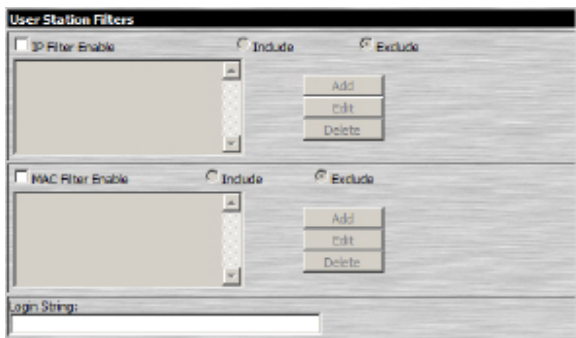 User Station Filters
IP Filter Enable Include Exclude
Add
Edit
Delete
MAC Filter Enable Include Exclude
Add
Edit
Delete
Login String: